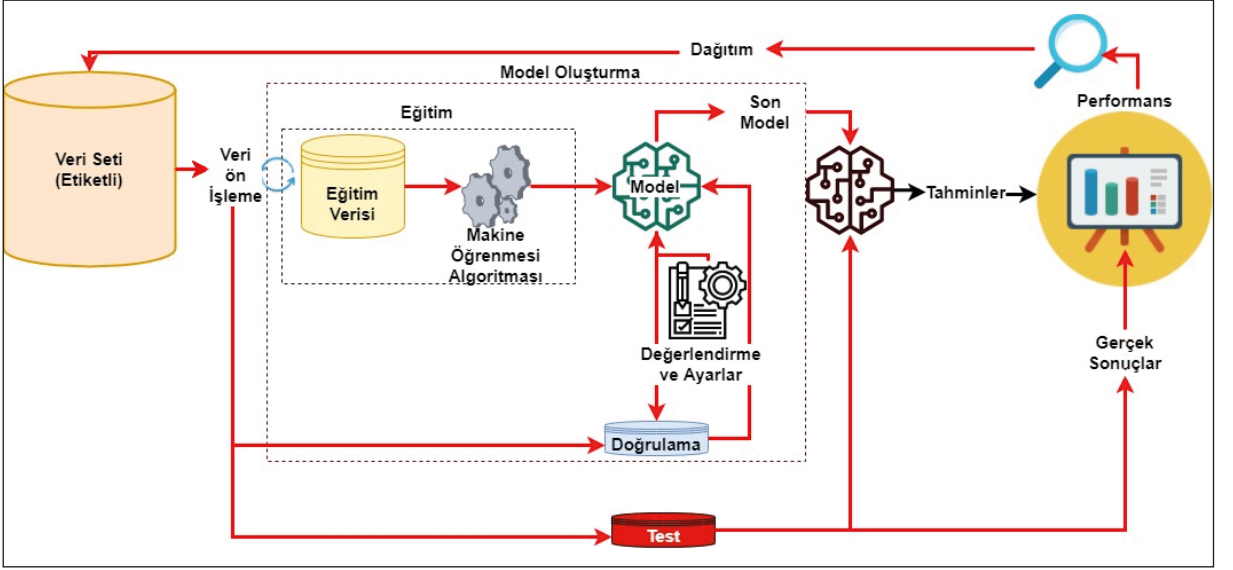 Dağıtım
Model Oluşturma
Performans
Son
Model
Eğitim
Veri Seti
(Etiketli)
Veri
ön
İşleme
Eğitim
Verisi
Makine
Öğrenmesi
Algoritması
Model
Tahminler
Değerlendirme
ve Ayarlar
Gerçek
Sonuçlar
Doğrulama
Test